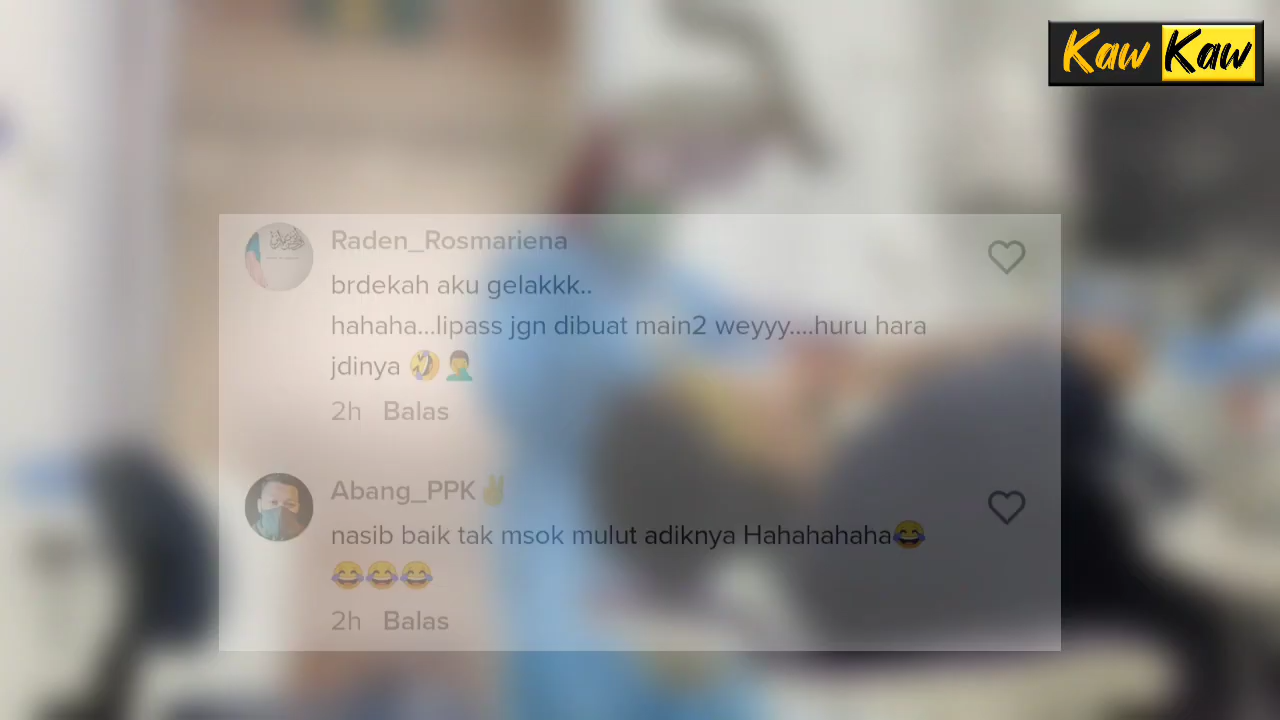 Kaw Kaw
Raden_Rosmariena
brdekah aku gelakkk..
hahaha...lipass jgn dibuat main2 weyyy....huru hara
jdinya 🤣🤦‍♂️
2h Balas
Abang_PPK✌
nasib baik tak msok mulut adiknya Hahahahaha😂
😂😂😂
2h Balas